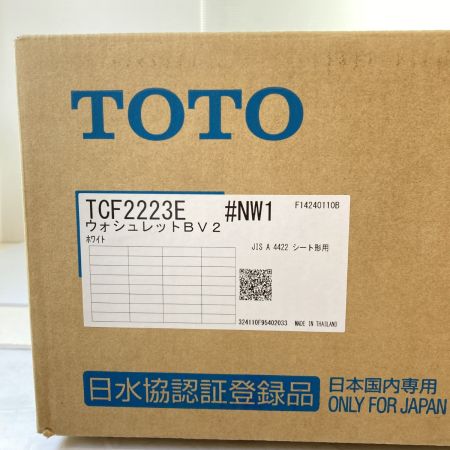 TOTO
TCF2223E #NW1 F14240110B
ウォシュレットBV2
ホワイト
JIS A 4422 シート形用
324110F95402033 MADE IN THAILAND
日水協認証登録品
日本国内専用
ONLY FOR JAPAN